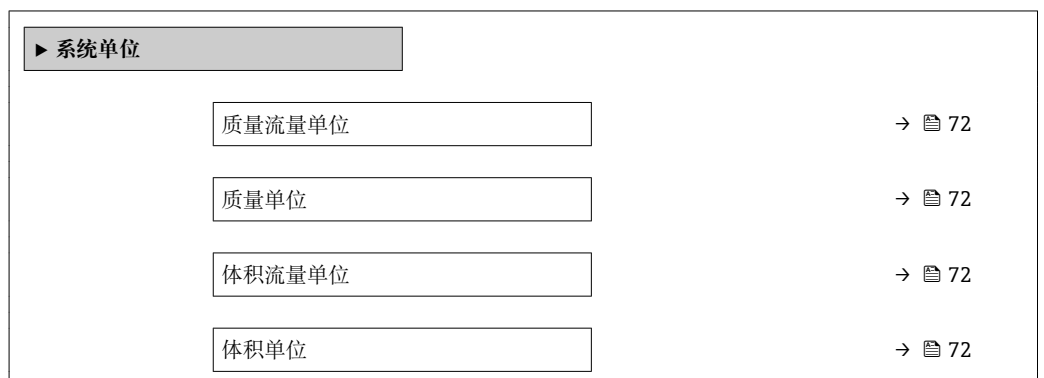 ▶ 系统单位
质量流量单位 → 🖺 72
质量单位 → 🖺 72
体积流量单位 → 🖺 72
体积单位 → 🖺 72